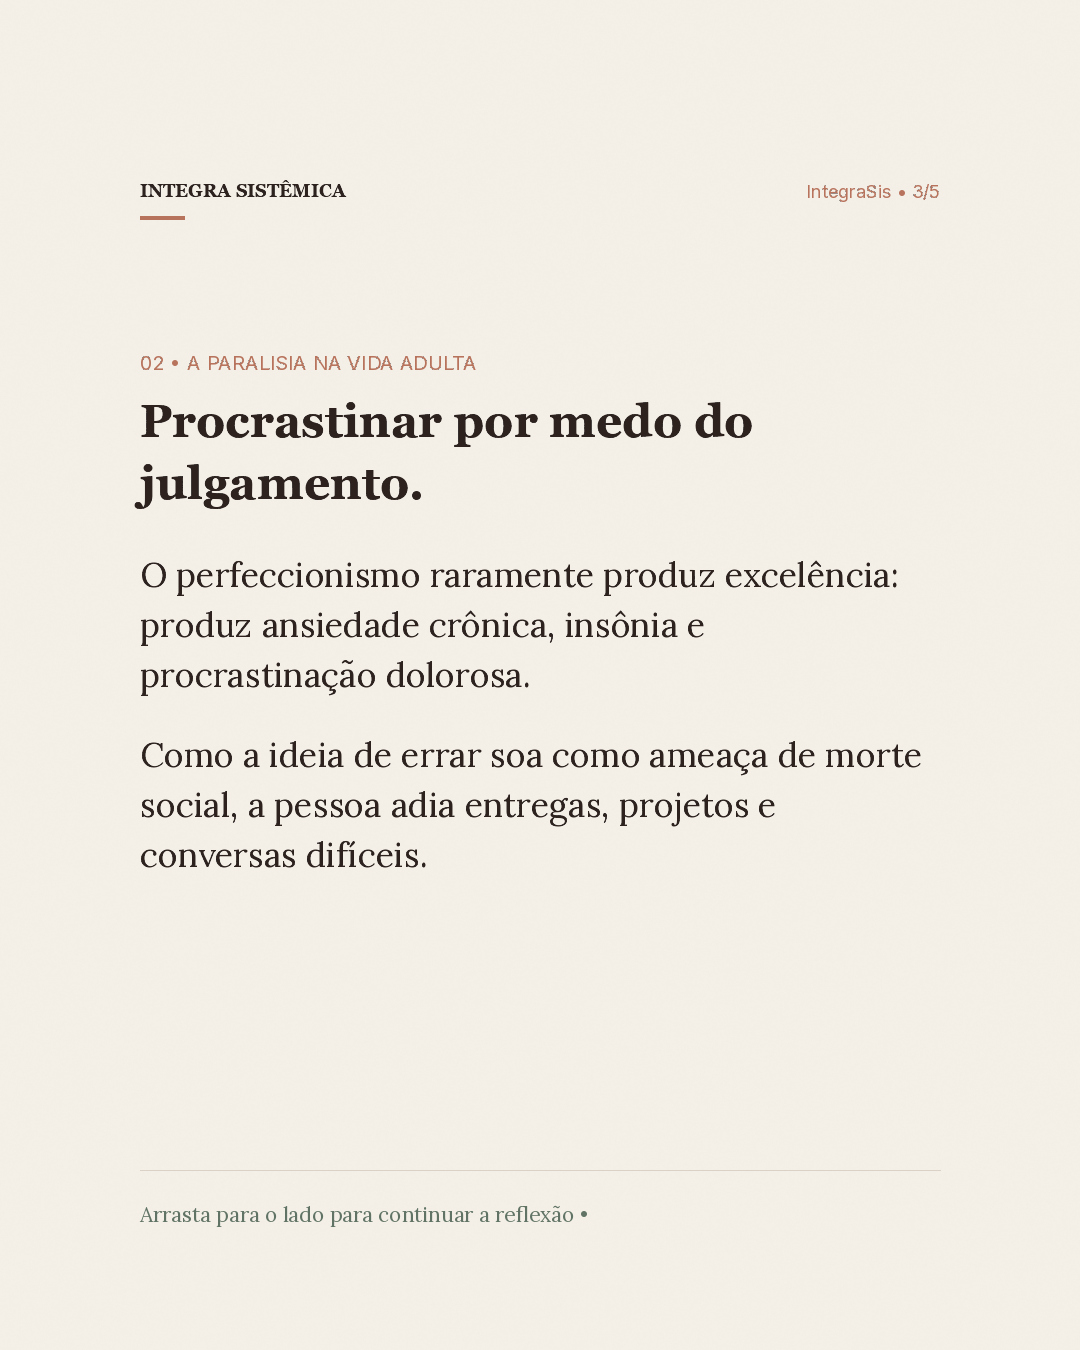 INTEGRA SISTÊMICA
IntegraSis • 3/5
02 • A PARALISIA NA VIDA ADULTA
Procrastinar por medo do
julgamento.
O perfeccionismo raramente produz excelência:
produz ansiedade crônica, insônia e
procrastinação dolorosa.
Como a ideia de errar soa como ameaça de morte
social, a pessoa adia entregas, projetos e
conversas difíceis.
Arrasta para o lado para continuar a reflexão •